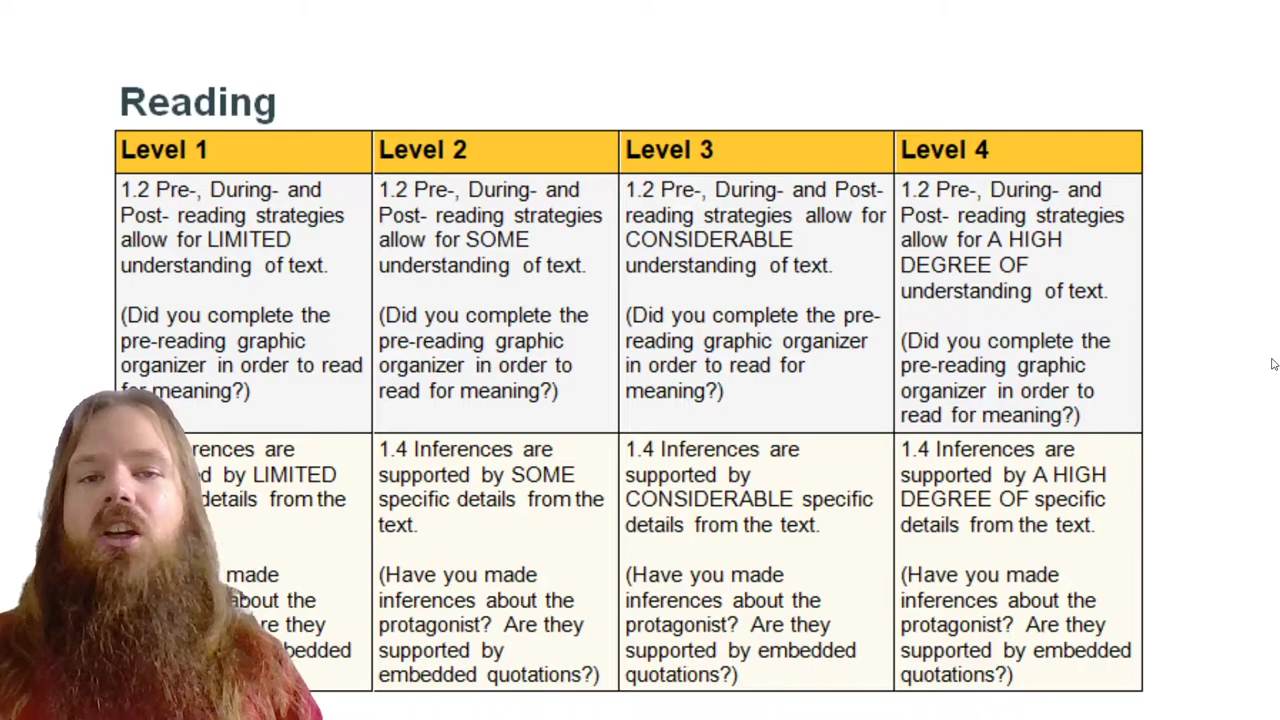 Reading
Level 1
Level 2
Level 3
Level 4
1.2 Pre-, During- and
Post- reading strategies
allow for LIMITED
understanding of text.
(Did you complete the
pre-reading graphic
organizer in order to read
for meaning?)
1.2 Pre-, During- and
Post- reading strategies
allow for SOME
understanding of text.
(Did you complete the
pre-reading graphic
organizer in order to
read for meaning?)
1.2 Pre-, During- and Post-
reading strategies allow for
CONSIDERABLE
understanding of text.
(Did you complete the pre-
reading graphic organizer
in order to read for
meaning?)
1.2 Pre-, During- and
Post- reading strategies
allow for A HIGH
DEGREE OF
understanding of text.
(Did you complete the
pre-reading graphic
organizer in order to
read for meaning?)
are
by LIMITED
details from the
made
about the
they
1.4 Inferences are
supported by SOME
specific details from the
text.
(Have you made
inferences about the
protagonist? Are they
supported by
embedded quotations?)
1.4 Inferences are
supported by
CONSIDERABLE specific
details from the text.
(Have you made
inferences about the
protagonist? Are they
supported by embedded
quotations?)
1.4 Inferences are
supported by A HIGH
DEGREE OF specific
details from the text.
(Have you made
inferences about the
protagonist? Are they
supported by embedded
quotations?)